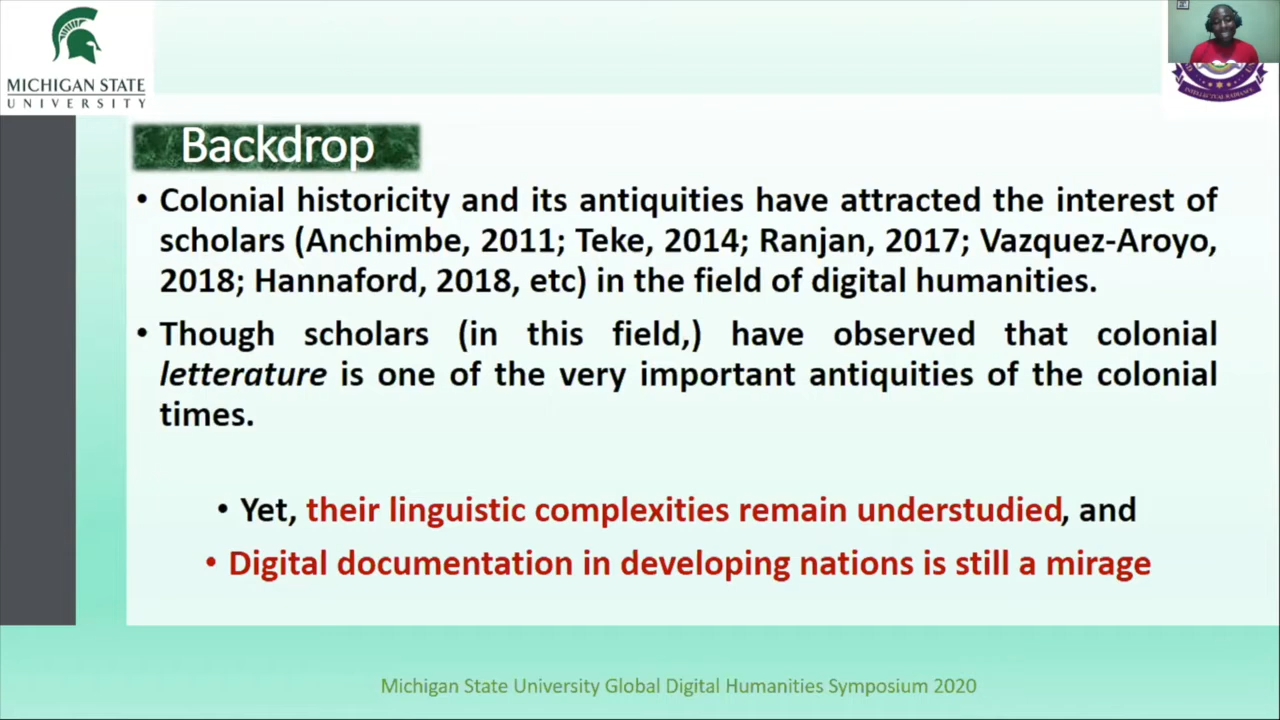 MICHIGAN STATE
UNIVERSITY
INTELLECTUAL RADIANCE
Backdrop
• Colonial historicity and its antiquities have attracted the interest of
scholars (Anchimbe, 2011; Teke, 2014; Ranjan, 2017; Vazquez-Aroyo,
2018; Hannaford, 2018, etc) in the field of digital humanities.
• Though scholars (in this field,) have observed that colonial
letterature is one of the very important antiquities of the colonial
times.
• Yet, their linguistic complexities remain understudied, and
• Digital documentation in developing nations is still a mirage
Michigan State University Global Digital Humanities Symposium 2020